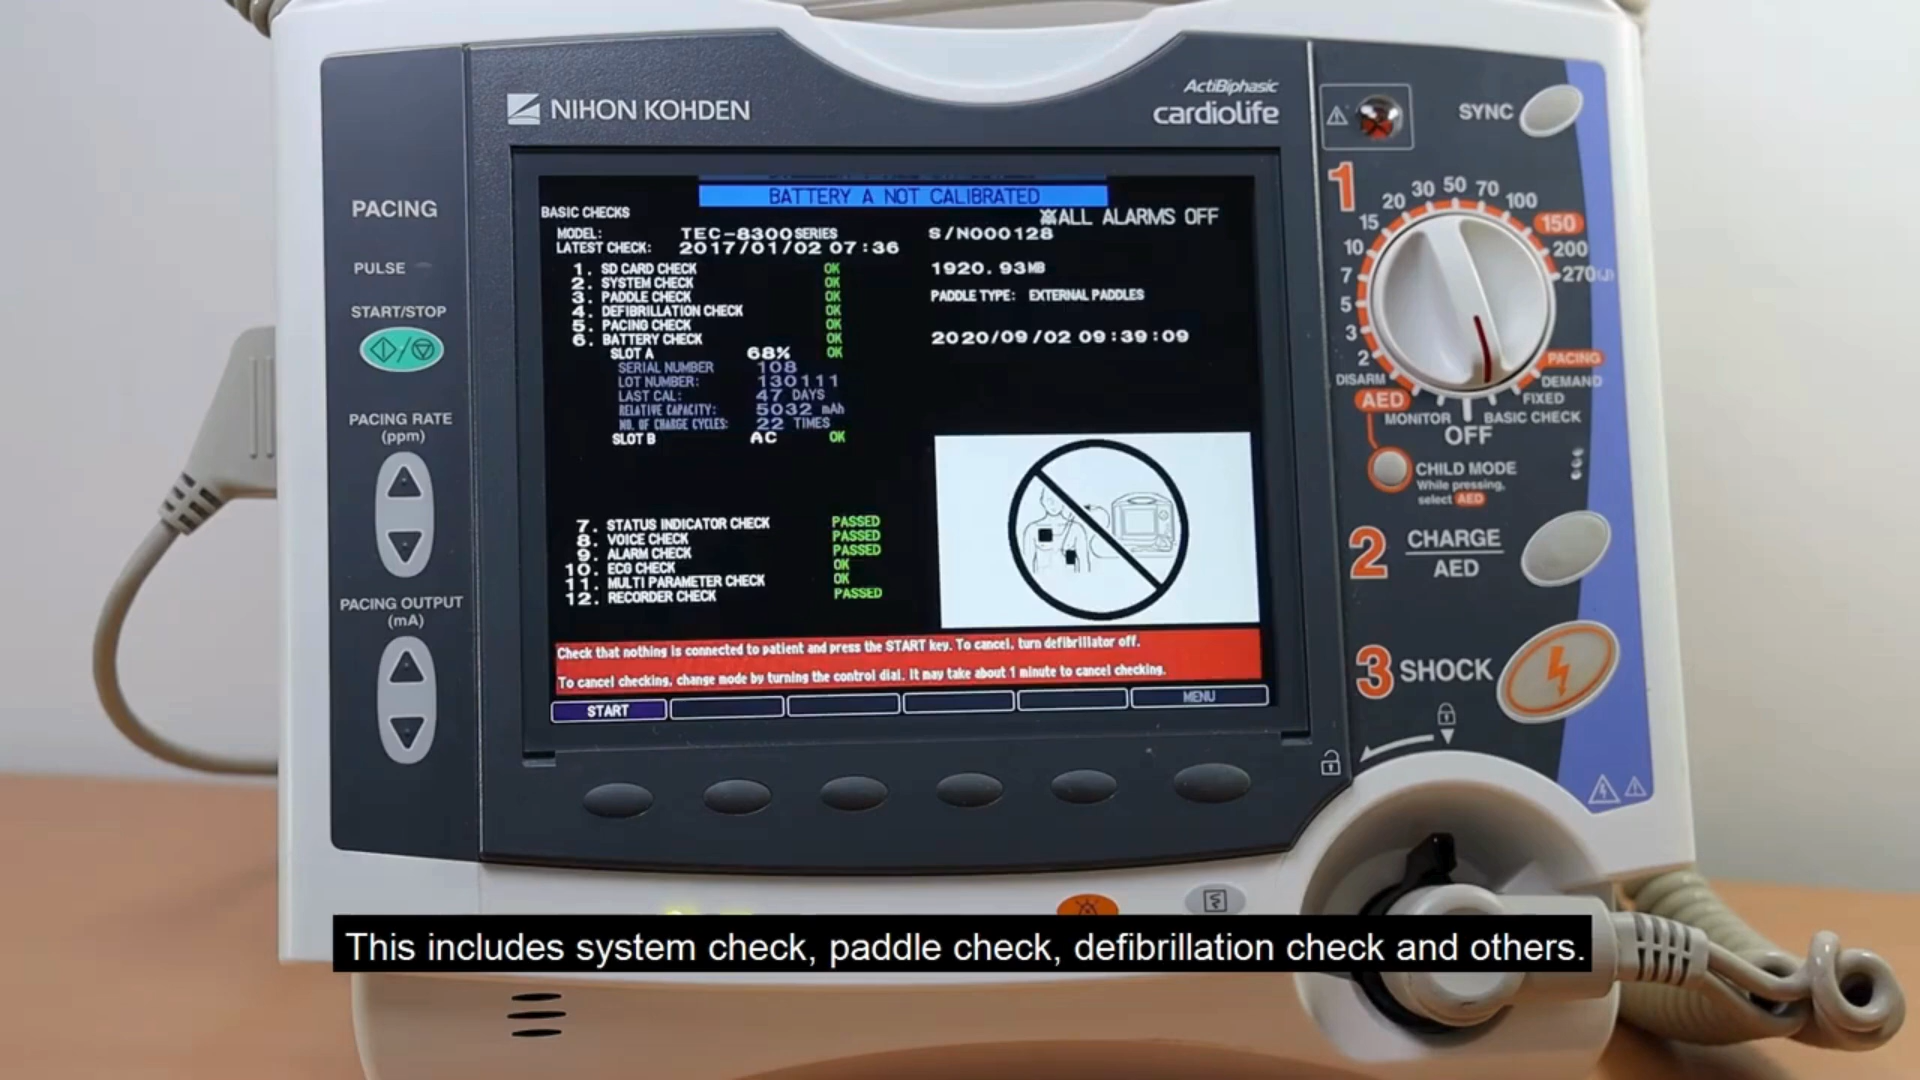 NIHON KOHDEN
ActiBiphasic
cardiolife
BATTERY A NOT CALIBRATED
BASIC CHECKS
ALL ALARMS OFF
MODEL: TEC-8300SERIES S/N000128
LATEST CHECK: 2017/01/02 07:36
1. SD CARD CHECK OK 1920.93MB
2. SYSTEM CHECK OK
3. PADDLE CHECK OK PADDLE TYPE: EXTERNAL PADDLES
4. DEFIBRILLATION CHECK OK
5. PACING CHECK OK
6. BATTERY CHECK OK 2020/09/02 09:39:09
SLOT A 68% OK
SERIAL NUMBER 108
LOT NUMBER: 130111
LAST CAL: 47 DAYS
RELATIVE CAPACITY: 5032 mAh
NO. OF CHARGE CYCLES: 22 TIMES
SLOT B AC OK
7. STATUS INDICATOR CHECK PASSED
8. VOICE CHECK PASSED
9. ALARM CHECK PASSED
10. ECG CHECK OK
11. MULTI PARAMETER CHECK OK
12. RECORDER CHECK PASSED
Check that nothing is connected to patient and press the START key. To cancel, turn defibrillator off.
To cancel checking, change mode by turning the control dial. It may take about 1 minute to cancel checking.
START
MENU
PACING
PULSE
START/STOP
PACING RATE
(ppm)
PACING OUTPUT
(mA)
SYNC
1
20 30 50 70 100
15 150
10 200
7 270(J)
5
3
2 PACING
DISARM DEMAND
AED FIXED
MONITOR BASIC CHECK
OFF
CHILD MODE
While pressing,
select AED
2 CHARGE
AED
3 SHOCK
This includes system check, paddle check, defibrillation check and others.